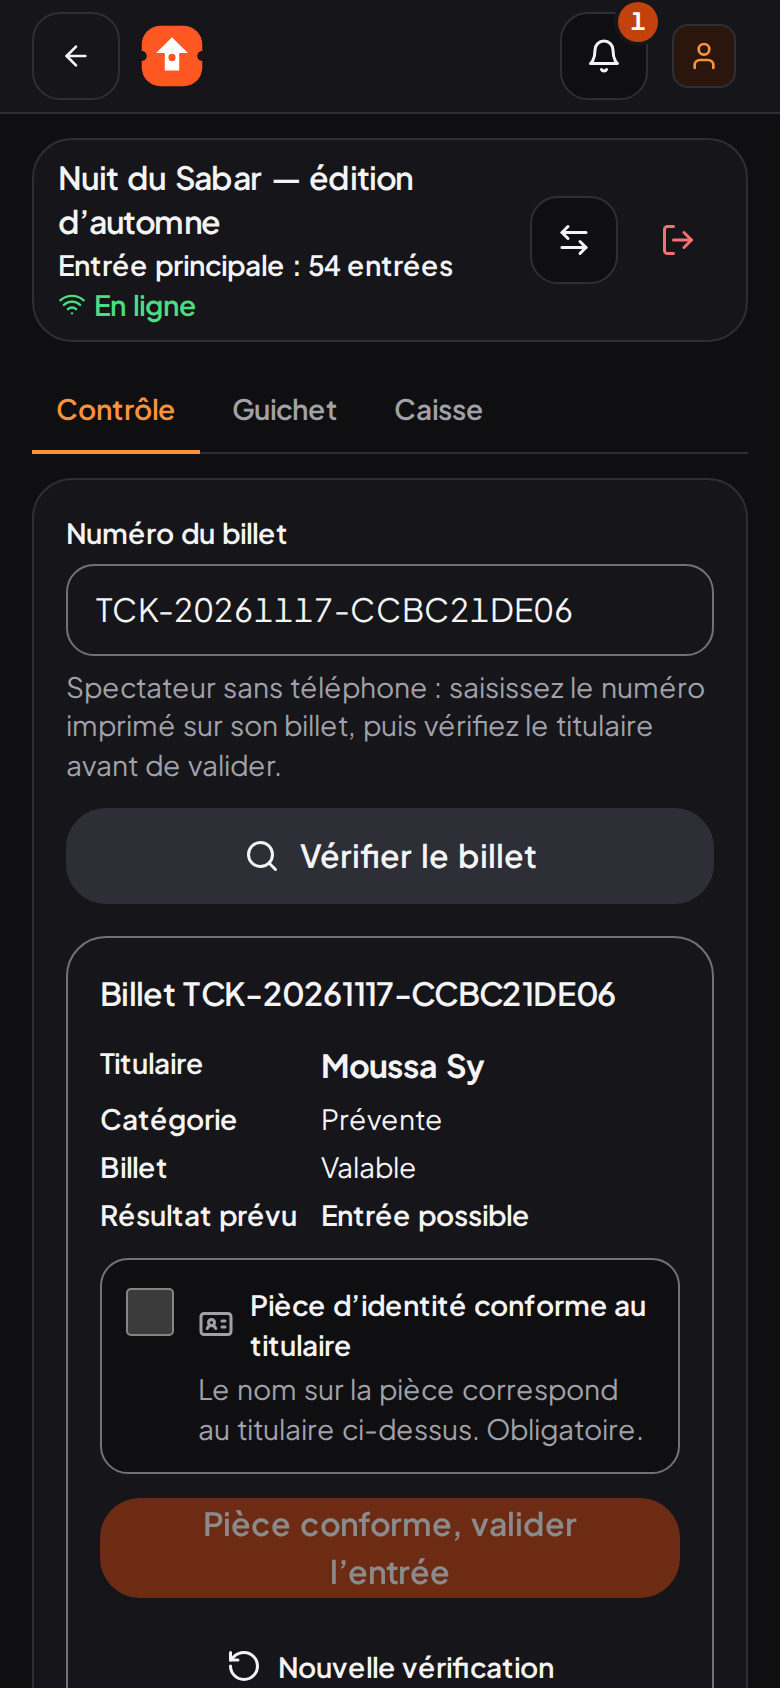 1
Nuit du Sabar — édition
d’automne
Entrée principale : 54 entrées
En ligne
Contrôle
Guichet
Caisse
Numéro du billet
TCK-20261117-CCBC21DE06
Spectateur sans téléphone : saisissez le numéro
imprimé sur son billet, puis vérifiez le titulaire
avant de valider.
Vérifier le billet
Billet TCK-20261117-CCBC21DE06
Titulaire Moussa Sy
Catégorie Prévente
Billet Valable
Résultat prévu Entrée possible
Pièce d’identité conforme au
titulaire
Le nom sur la pièce correspond
au titulaire ci-dessus. Obligatoire.
Pièce conforme, valider
l’entrée
Nouvelle vérification